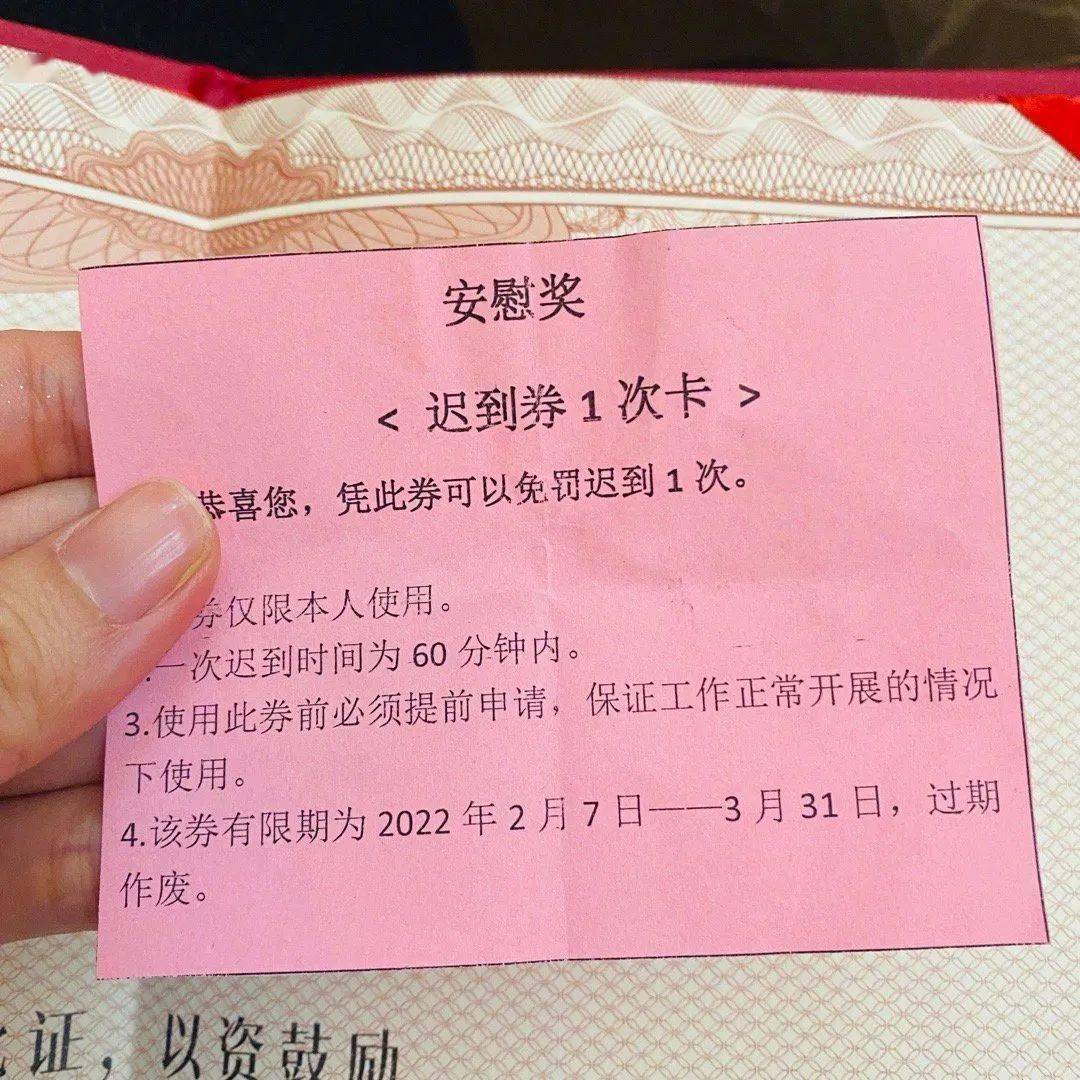 安慰奖
< 迟到券 1 次卡 >
恭喜您，凭此券可以免罚迟到 1 次。
券仅限本人使用。
一次迟到时间为 60 分钟内。
3.使用此券前必须提前申请，保证工作正常开展的情况
下使用。
4.该券有限期为 2022 年 2 月 7 日——3 月 31 日，过期
作废。
证，以资鼓励